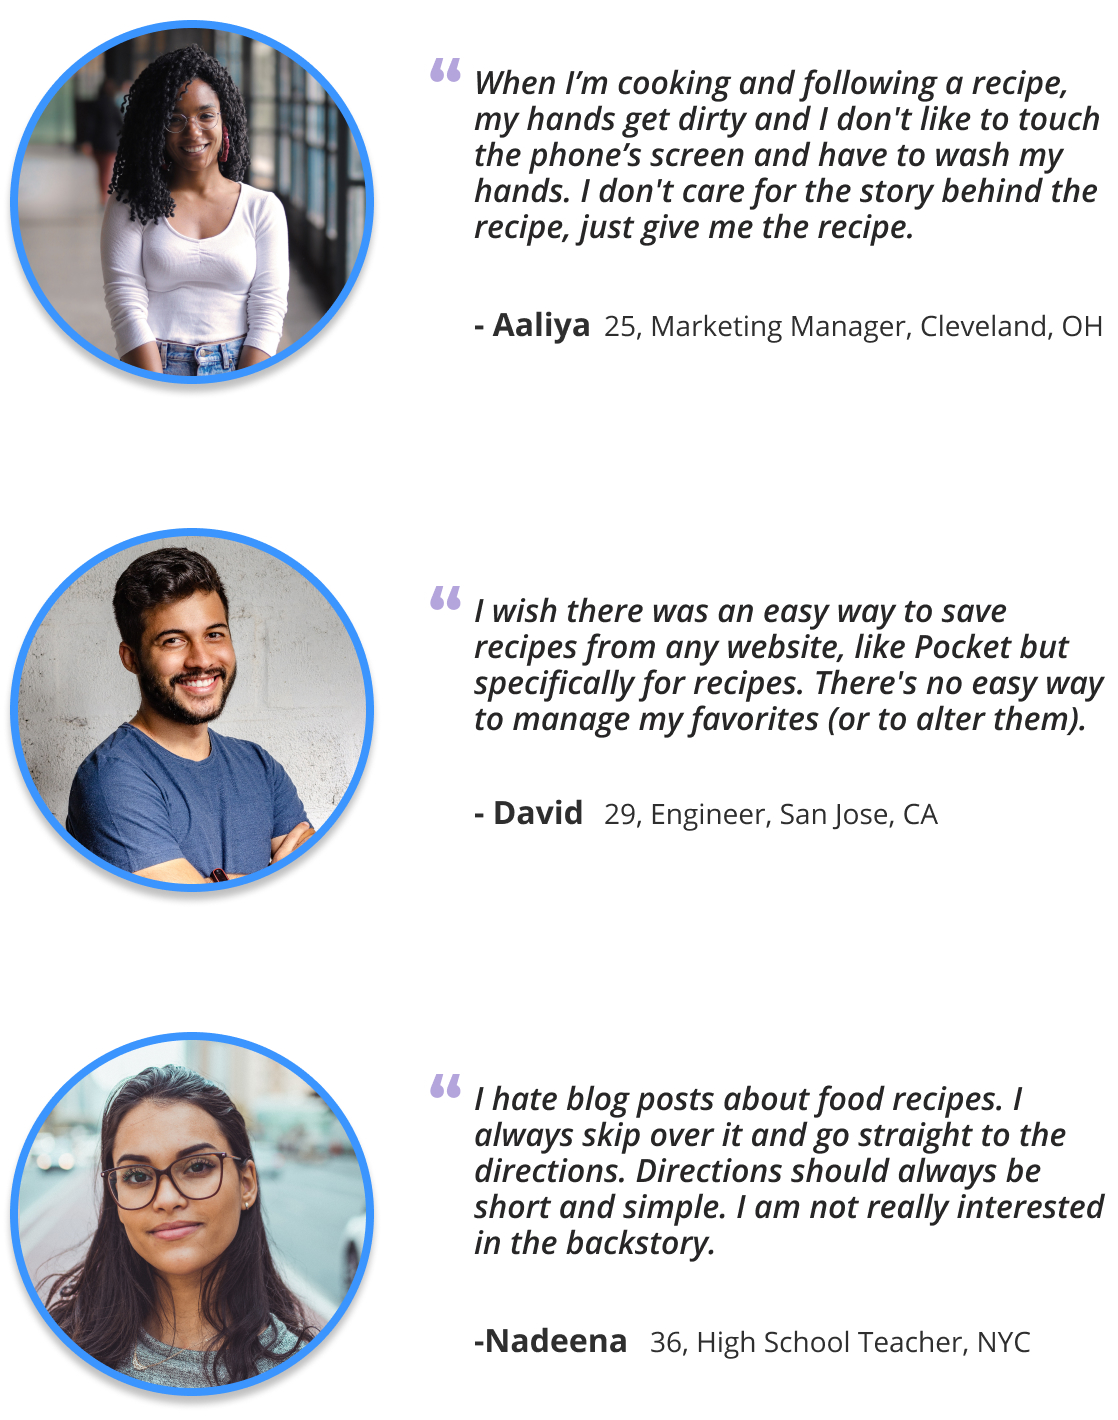 “ When I’m cooking and following a recipe,
my hands get dirty and I don't like to touch
the phone’s screen and have to wash my
hands. I don't care for the story behind the
recipe, just give me the recipe.
- Aaliya 25, Marketing Manager, Cleveland, OH
“ I wish there was an easy way to save
recipes from any website, like Pocket but
specifically for recipes. There's no easy way
to manage my favorites (or to alter them).
- David 29, Engineer, San Jose, CA
“ I hate blog posts about food recipes. I
always skip over it and go straight to the
directions. Directions should always be
short and simple. I am not really interested
in the backstory.
-Nadeena 36, High School Teacher, NYC